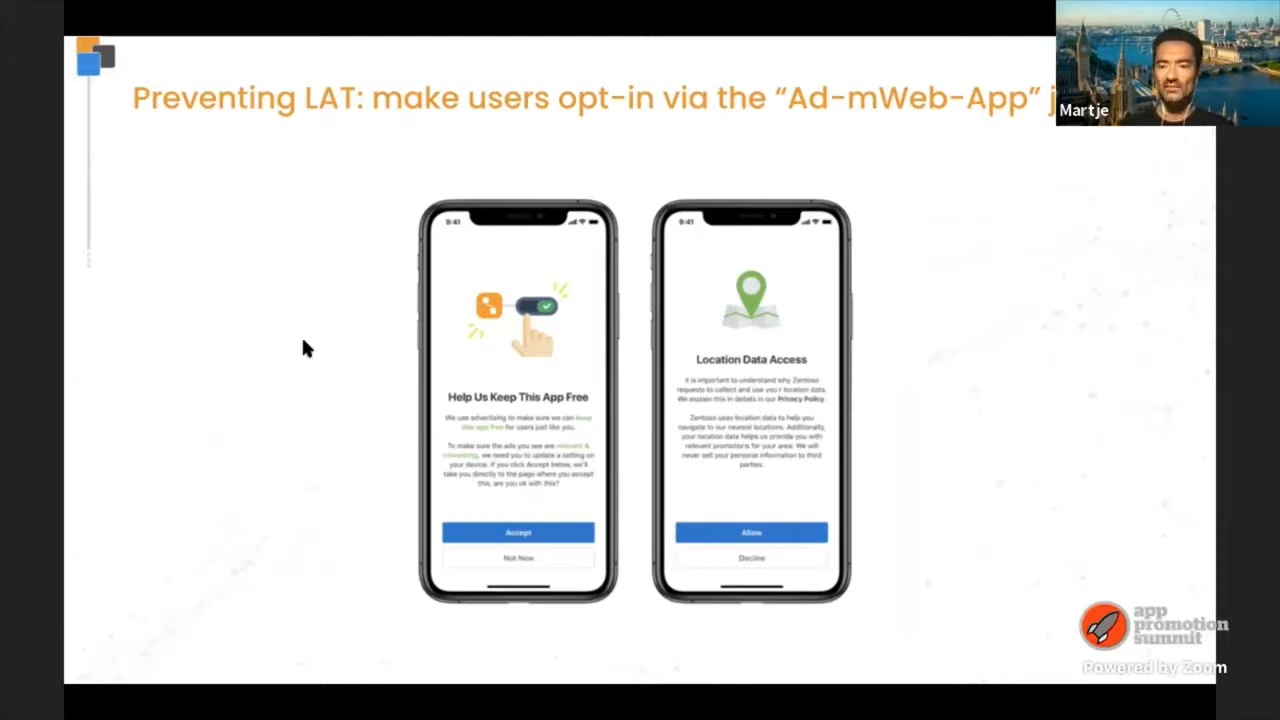 Preventing LAT: make users opt-in via the “Ad-mWeb-App” j
Martje
9:41
Help Us Keep This App Free
We use advertising to make sure we can keep
this app free for users just like you.
To make sure the ads you see are relevant &
interesting, we need you to update a setting on
your device. If you click Accept below, we'll
take you directly to the page where you accept
this, are you ok with this?
Accept
Not Now
9:41
Location Data Access
It is important to understand why Zentoso
requests to collect and use you r location data.
We explain this in details in our Privacy Policy.
Zentoso uses location data to help you
navigate to our nearest locations. Additionally,
your location data helps us provide you with
relevant promotions for your area. We will
never sell your personal information to third
parties.
Allow
Decline
app
promotion
summit
Powered by Zoom